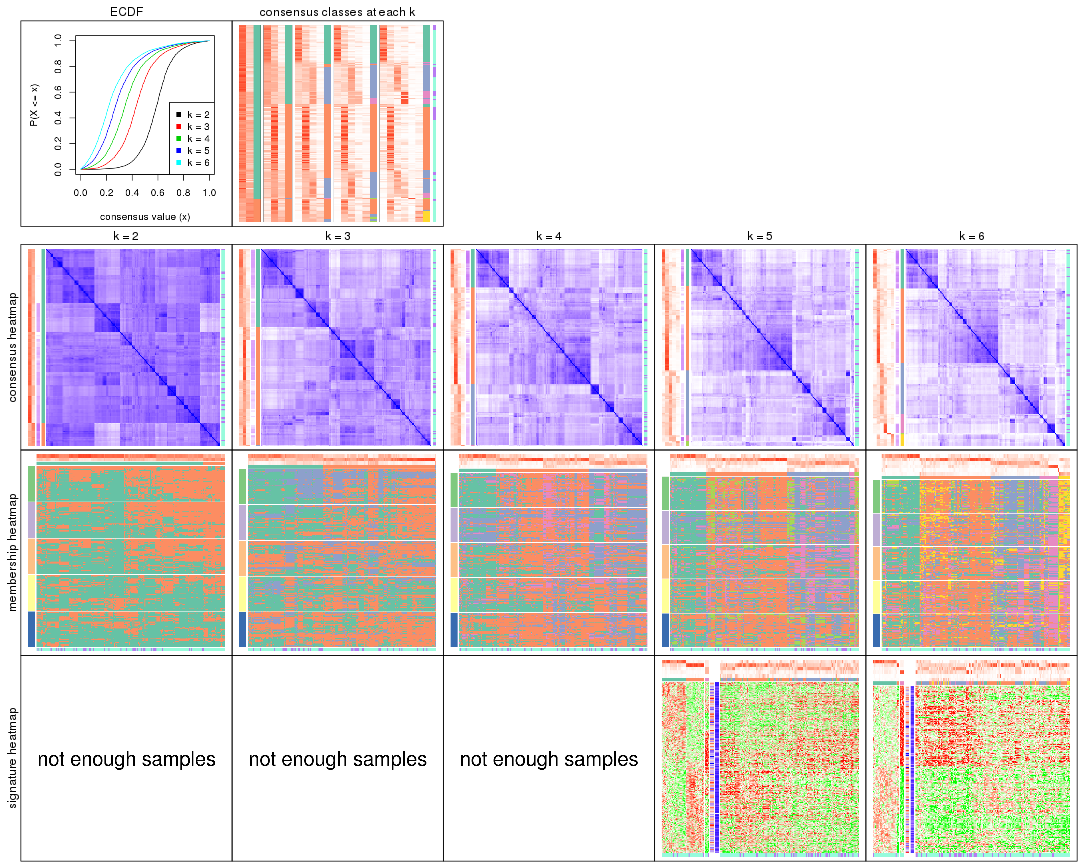 ECDF
consensus classes at each k
P(X <= x)
0.0 0.2 0.4 0.6 0.8 1.0
k = 2
k = 3
k = 4
k = 5
k = 6
0.0 0.2 0.4 0.6 0.8 1.0
consensus value (x)
k = 2
k = 3
k = 4
k = 5
k = 6
consensus heatmap
membership heatmap
signature heatmap
not enough samples
not enough samples
not enough samples